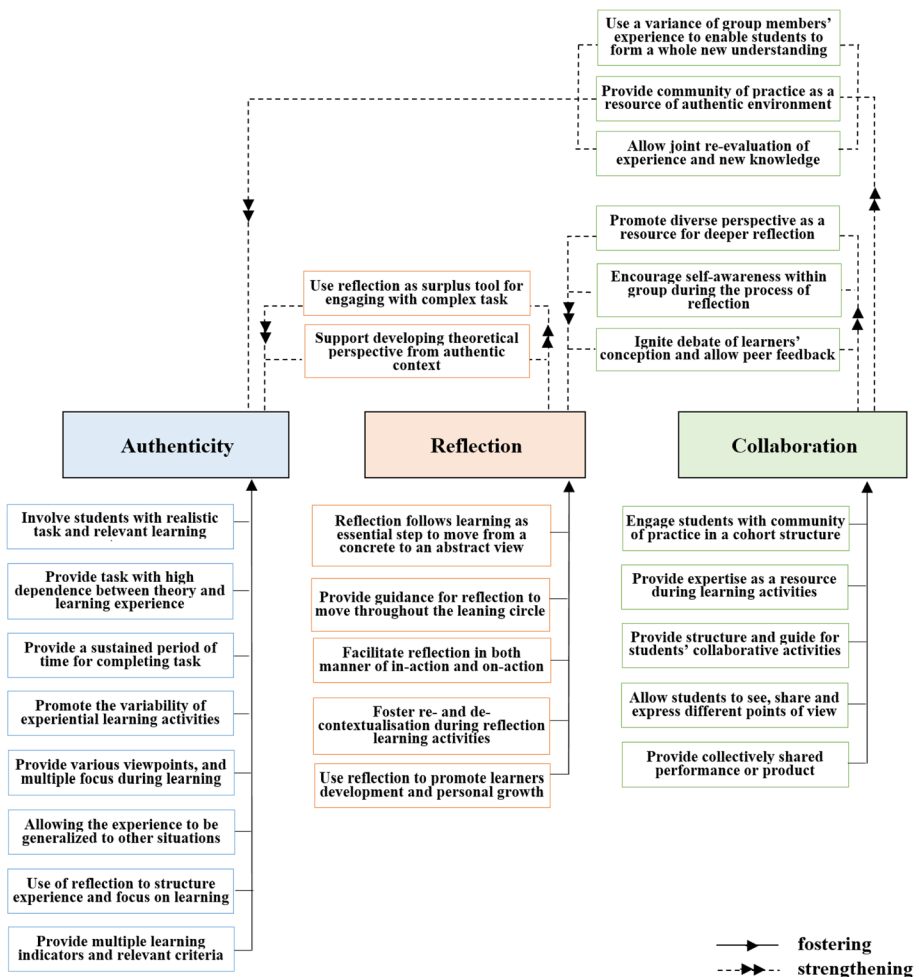 Use a variance of group members’
experience to enable students to
form a whole new understanding
Provide community of practice as a
resource of authentic environment
Allow joint re-evaluation of
experience and new knowledge
Promote diverse perspective as a
resource for deeper reflection
Encourage self-awareness within
group during the process of
reflection
Ignite debate of learners’
conception and allow peer feedback
Use reflection as surplus tool for
engaging with complex task
Support developing theoretical
perspective from authentic
context
Authenticity
Reflection
Collaboration
Involve students with realistic
task and relevant learning
Provide task with high
dependence between theory and
learning experience
Provide a sustained period of
time for completing task
Promote the variability of
experiential learning activities
Provide various viewpoints, and
multiple focus during learning
Allowing the experience to be
generalized to other situations
Use of reflection to structure
experience and focus on learning
Provide multiple learning
indicators and relevant criteria
Reflection follows learning as
essential step to move from a
concrete to an abstract view
Provide guidance for reflection to
move throughout the leaning circle
Facilitate reflection in both
manner of in-action and on-action
Foster re- and de-
contextualisation during reflection
learning activities
Use reflection to promote learners
development and personal growth
Engage students with community
of practice in a cohort structure
Provide expertise as a resource
during learning activities
Provide structure and guide for
students’ collaborative activities
Allow students to see, share and
express different points of view
Provide collectively shared
performance or product
fostering
strengthening